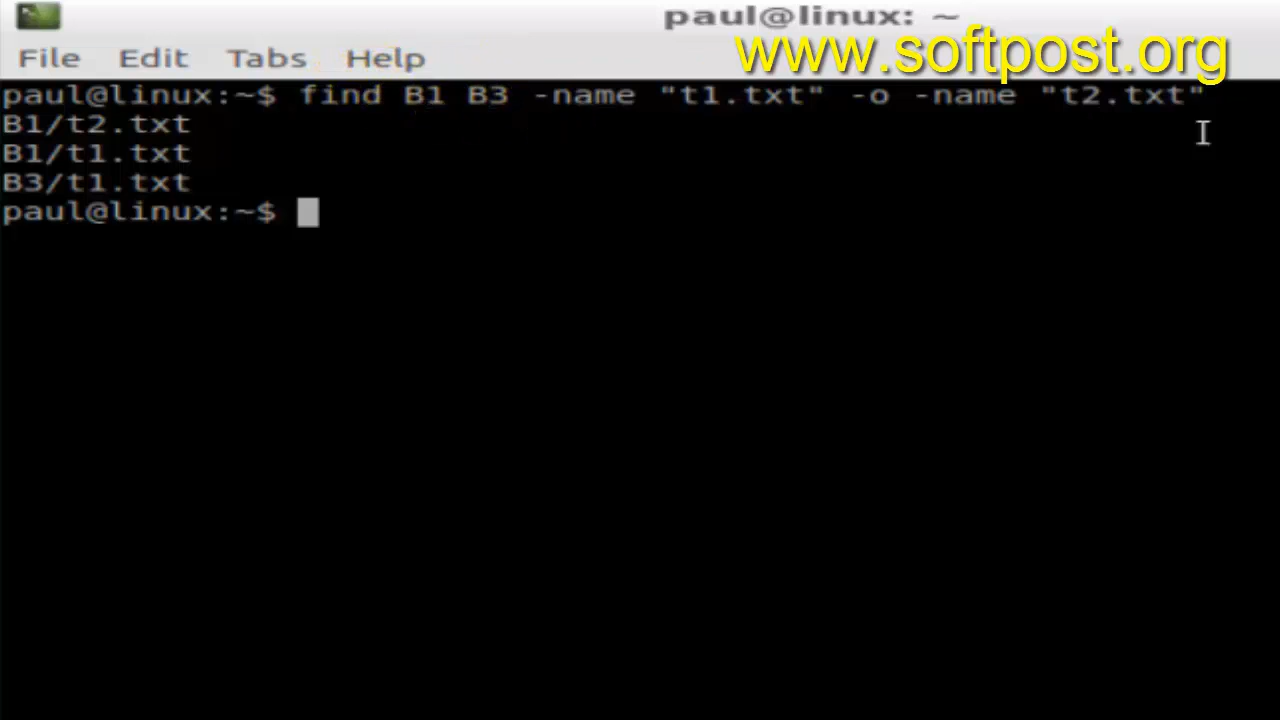 paul@linux: ~
www.softpost.org
File Edit Tabs Help
paul@linux:~$ find B1 B3 -name "t1.txt" -o -name "t2.txt"
B1/t2.txt
B1/t1.txt
B3/t1.txt
paul@linux:~$